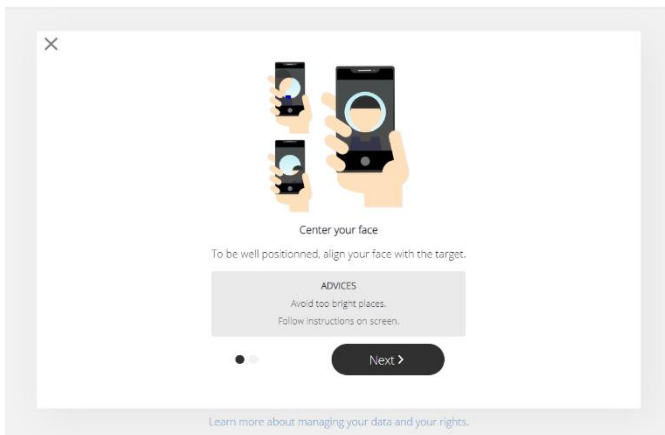 Center your face
To be well positionned, align your face with the target.
ADVICES
Avoid too bright places.
Follow instructions on screen.
Next
Learn more about managing your data and your rights.